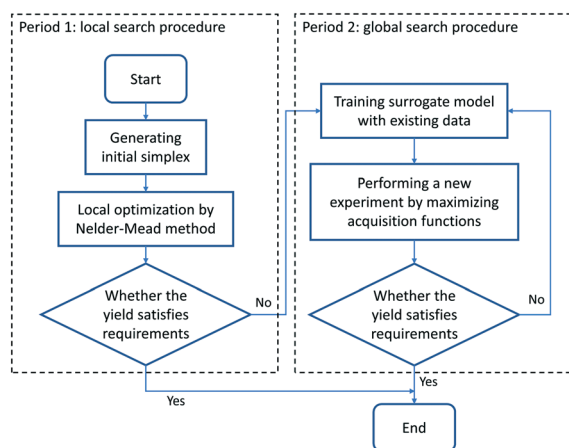 Period 1: local search procedure
Start
Generating
initial simplex
Local optimization by
Nelder-Mead method
Whether the
yield satisfies
requirements
No
Yes
Period 2: global search procedure
Training surrogate model
with existing data
Performing a new
experiment by maximizing
acquisition functions
Whether the
yield satisfies
requirements
No
Yes
End